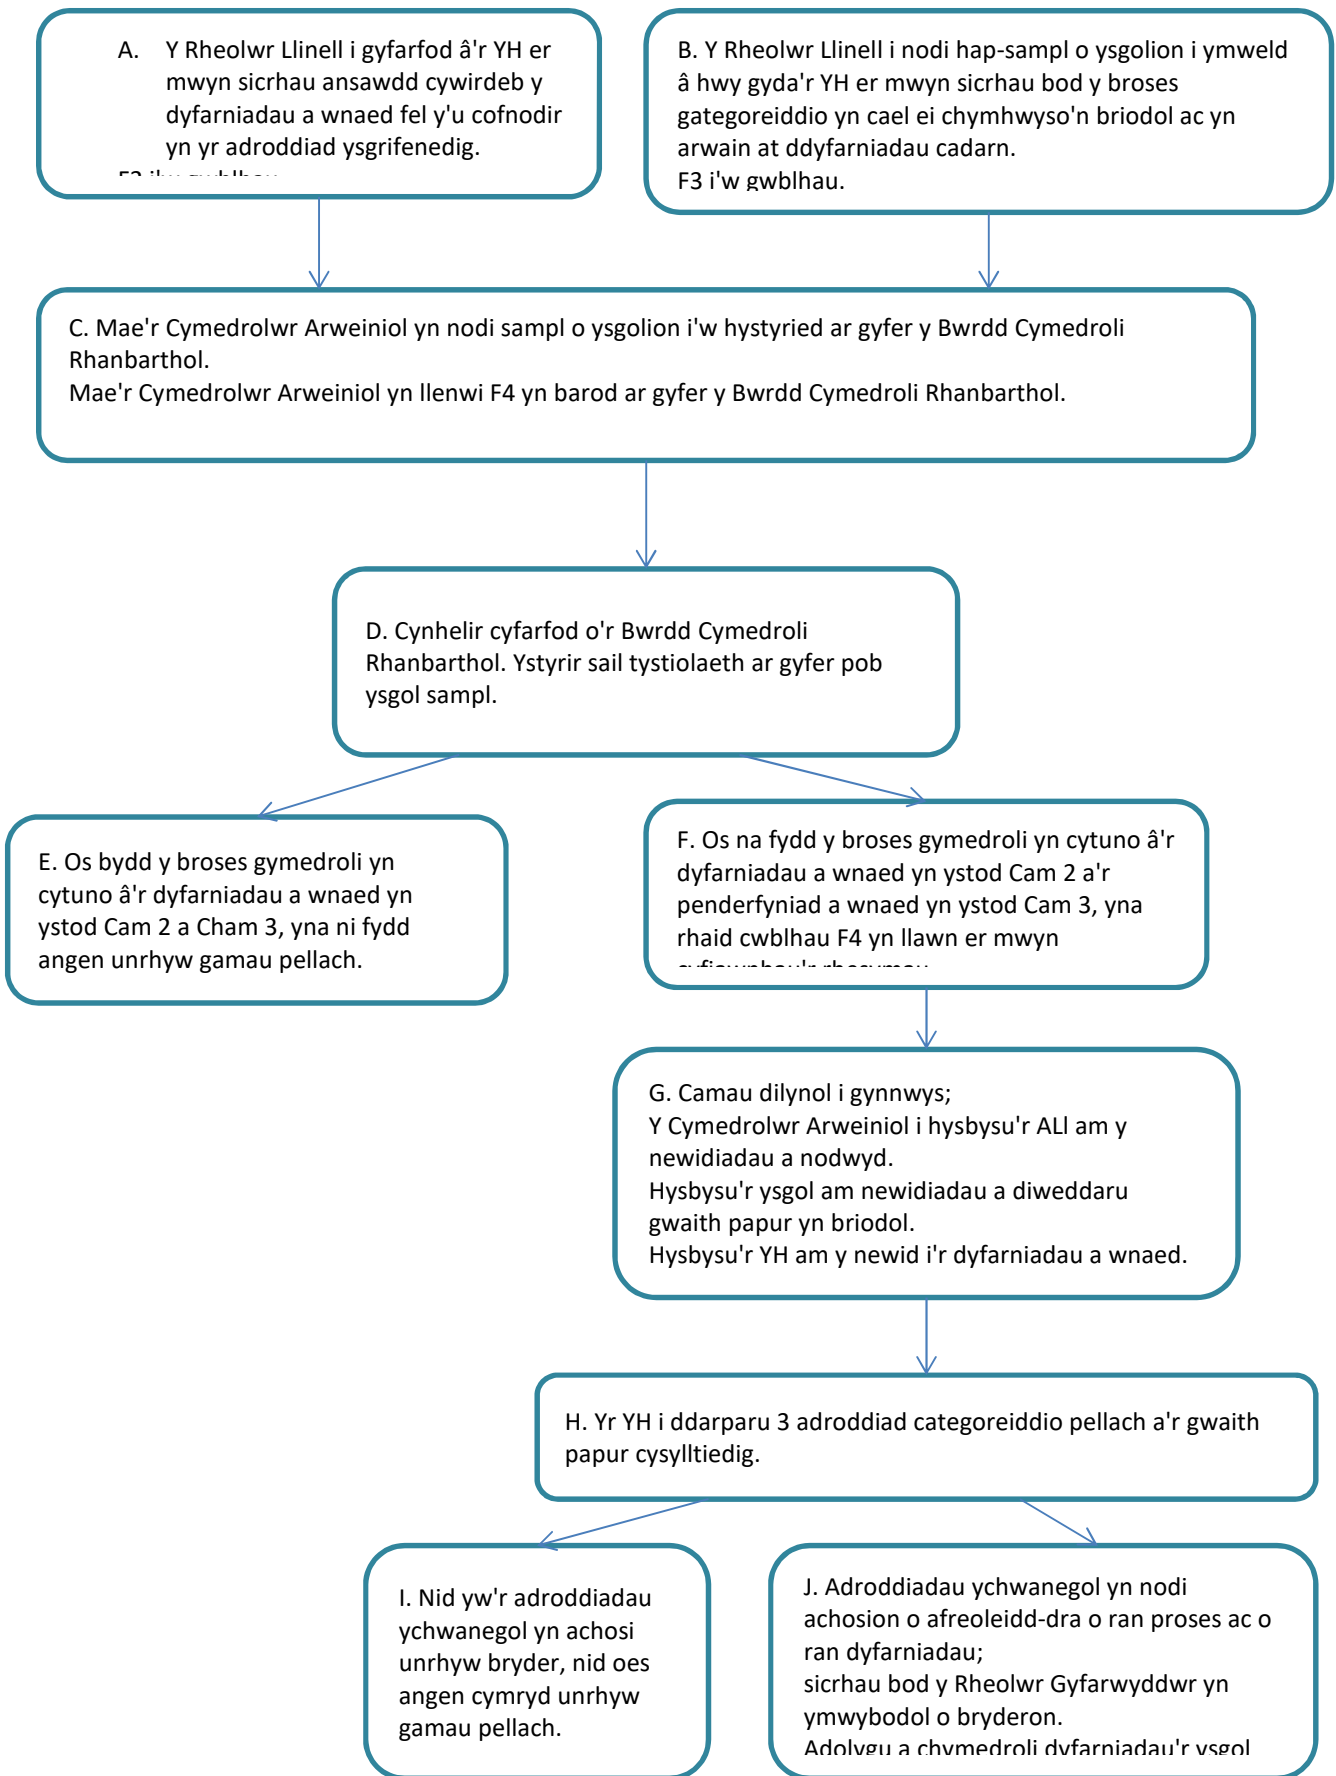 A. Y Rheolwr Llinell i gyfarfod â'r YH er
mwyn sicrhau ansawdd cywirdeb y
dyfarniadau a wnaed fel y'u cofnodir
yn yr adroddiad ysgrifenedig.
B. Y Rheolwr Llinell i nodi hap-sampl o ysgolion i ymweld
â hwy gyda'r YH er mwyn sicrhau bod y broses
gategoreiddio yn cael ei chymhwyso'n briodol ac yn
arwain at ddyfarniadau cadarn.
F3 i'w gwblhau.
C. Mae'r Cymedrolwr Arweiniol yn nodi sampl o ysgolion i'w hystyried ar gyfer y Bwrdd Cymedroli
Rhanbarthol.
Mae'r Cymedrolwr Arweiniol yn llenwi F4 yn barod ar gyfer y Bwrdd Cymedroli Rhanbarthol.
D. Cynhelir cyfarfod o'r Bwrdd Cymedroli
Rhanbarthol. Ystyrir sail tystiolaeth ar gyfer pob
ysgol sampl.
E. Os bydd y broses gymedroli yn
cytuno â'r dyfarniadau a wnaed yn
ystod Cam 2 a Cham 3, yna ni fydd
angen unrhyw gamau pellach.
F. Os na fydd y broses gymedroli yn cytuno â'r
dyfarniadau a wnaed yn ystod Cam 2 a'r
penderfyniad a wnaed yn ystod Cam 3, yna
rhaid cwblhau F4 yn llawn er mwyn
G. Camau dilynol i gynnwys;
Y Cymedrolwr Arweiniol i hysbysu'r ALl am y
newidiadau a nodwyd.
Hysbysu'r ysgol am newidiadau a diweddaru
gwaith papur yn briodol.
Hysbysu'r YH am y newid i'r dyfarniadau a wnaed.
H. Yr YH i ddarparu 3 adroddiad categoreiddio pellach a'r gwaith
papur cysylltiedig.
I. Nid yw'r adroddiadau
ychwanegol yn achosi
unrhyw bryder, nid oes
angen cymryd unrhyw
gamau pellach.
J. Adroddiadau ychwanegol yn nodi
achosion o afreoleidd-dra o ran proses ac o
ran dyfarniadau;
sicrhau bod y Rheolwr Gyfarwyddwr yn
ymwybodol o bryderon.
Adolygu a chymedroli dyfarniadau'r ysgol